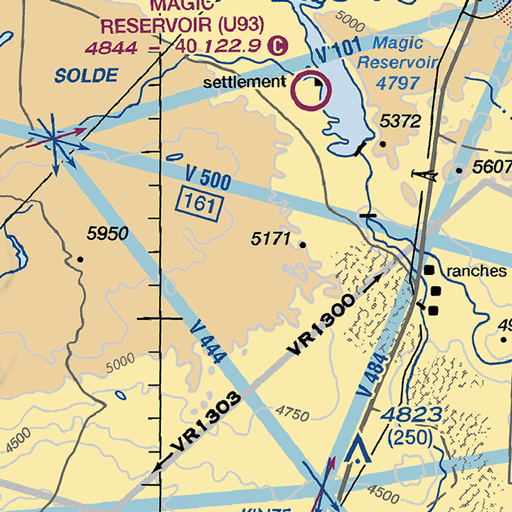 MAGIC
RESERVOIR (U93)
4844 - 40 122.9 C
5000
V 101
Magic
Reservoir
4797
SOLDE
settlement
5372
5607
V 500
161
5950
5171
ranches
VR1300
V 444
V 484
5000
VR1303
4750
4823
(250)
4500
4500